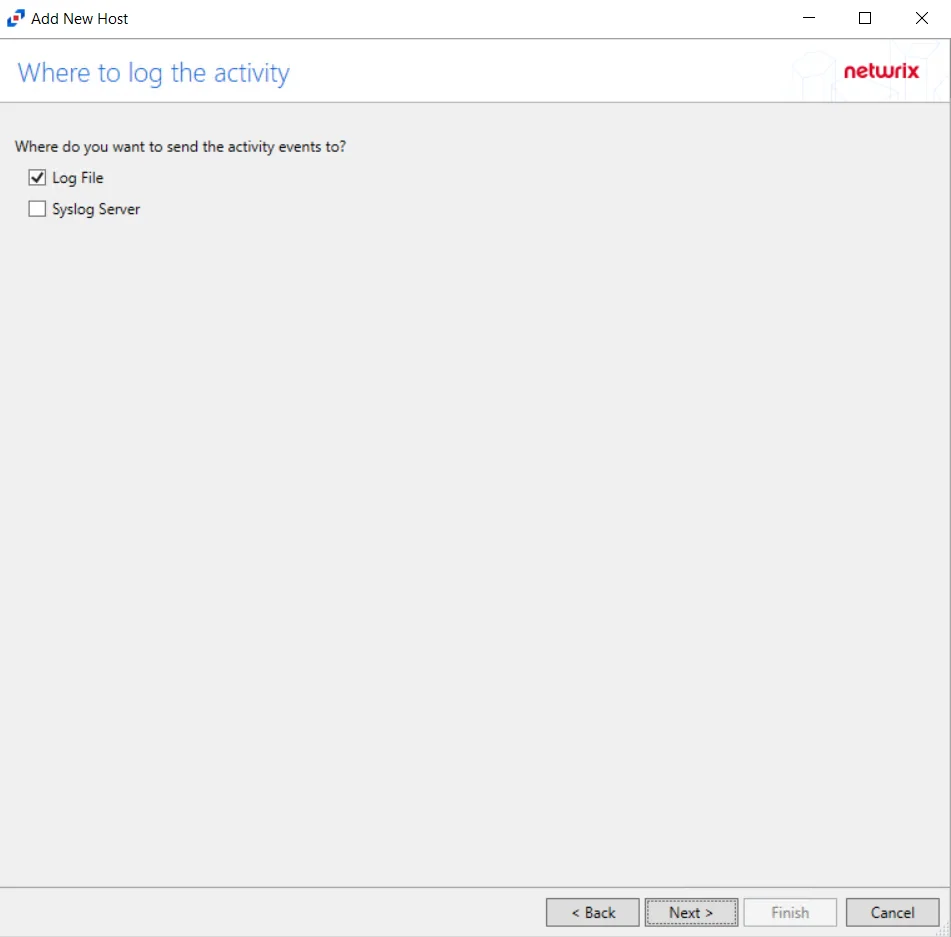 Add New Host
Where to log the activity
netwrix
Where do you want to send the activity events to?
Log File
Syslog Server
< Back
Next >
Finish
Cancel